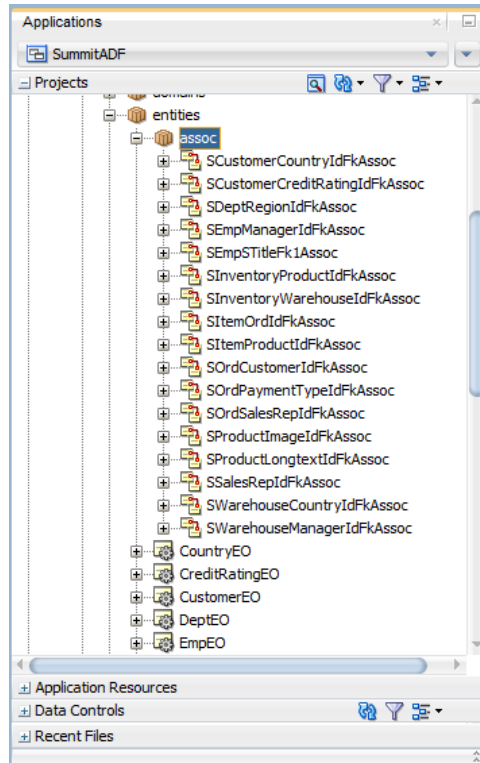 Applications
SummitADF
Projects
domains
entities
assoc
SCustomerCountryIdFkAssoc
SCustomerCreditRatingIdFkAssoc
SDeptRegionIdFkAssoc
SEmpManagerIdFkAssoc
SEmpSTitleFk1Assoc
SInventoryProductIdFkAssoc
SInventoryWarehouseIdFkAssoc
SItemOrdIdFkAssoc
SItemProductIdFkAssoc
SOrdCustomerIdFkAssoc
SOrdPaymentTypeIdFkAssoc
SOrdSalesRepIdFkAssoc
SProductImageIdFkAssoc
SProductLongtextIdFkAssoc
SSalesRepIdFkAssoc
SWarehouseCountryIdFkAssoc
SWarehouseManagerIdFkAssoc
CountryEO
CreditRatingEO
CustomerEO
DeptEO
EmpEO
Application Resources
Data Controls
Recent Files